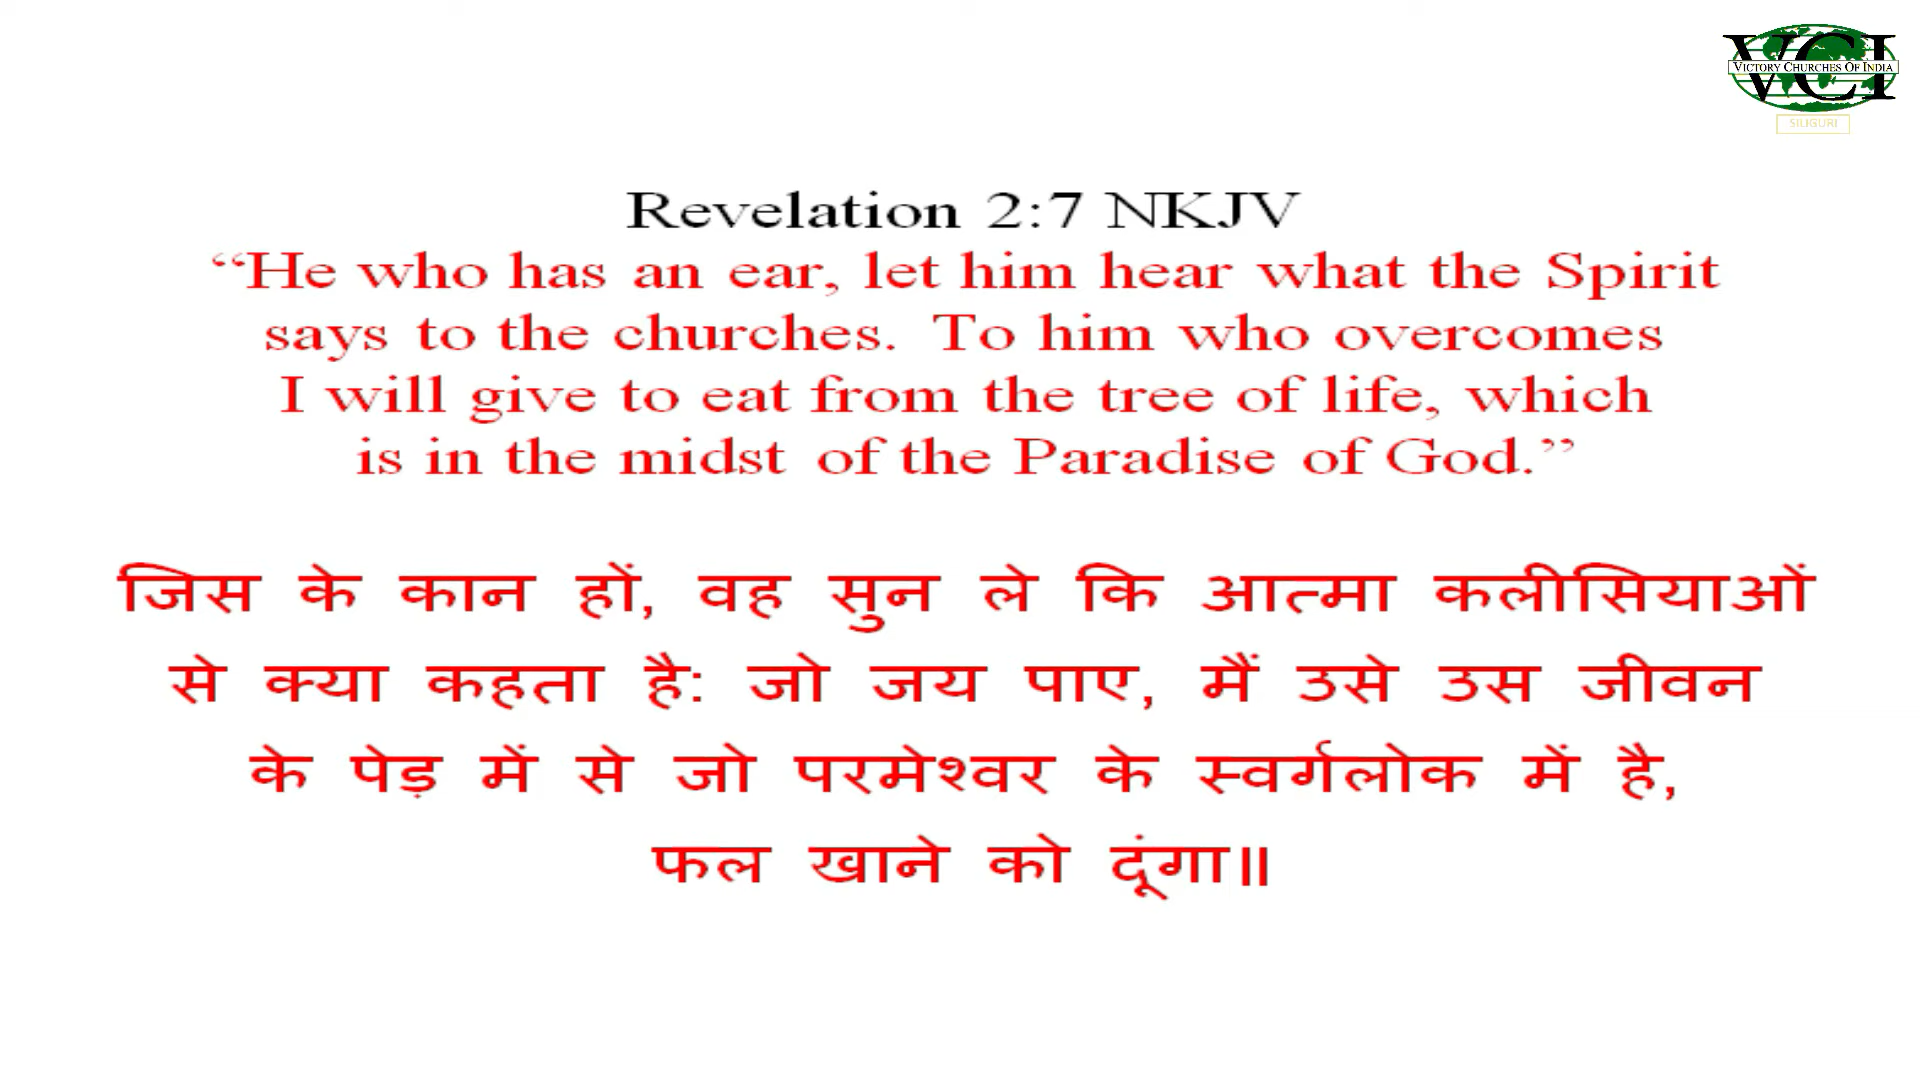 VCI
VICTORY CHURCHES OF INDIA
SILIGURI
Revelation 2:7 NKJV
“He who has an ear, let him hear what the Spirit
says to the churches. To him who overcomes
I will give to eat from the tree of life, which
is in the midst of the Paradise of God.”
जिस के कान हों, वह सुन ले कि आत्मा कलीसियाओं
से क्या कहता है: जो जय पाए, मैं उसे उस जीवन
के पेड़ में से जो परमेश्वर के स्वर्गलोक में है,
फल खाने को दूंगा॥